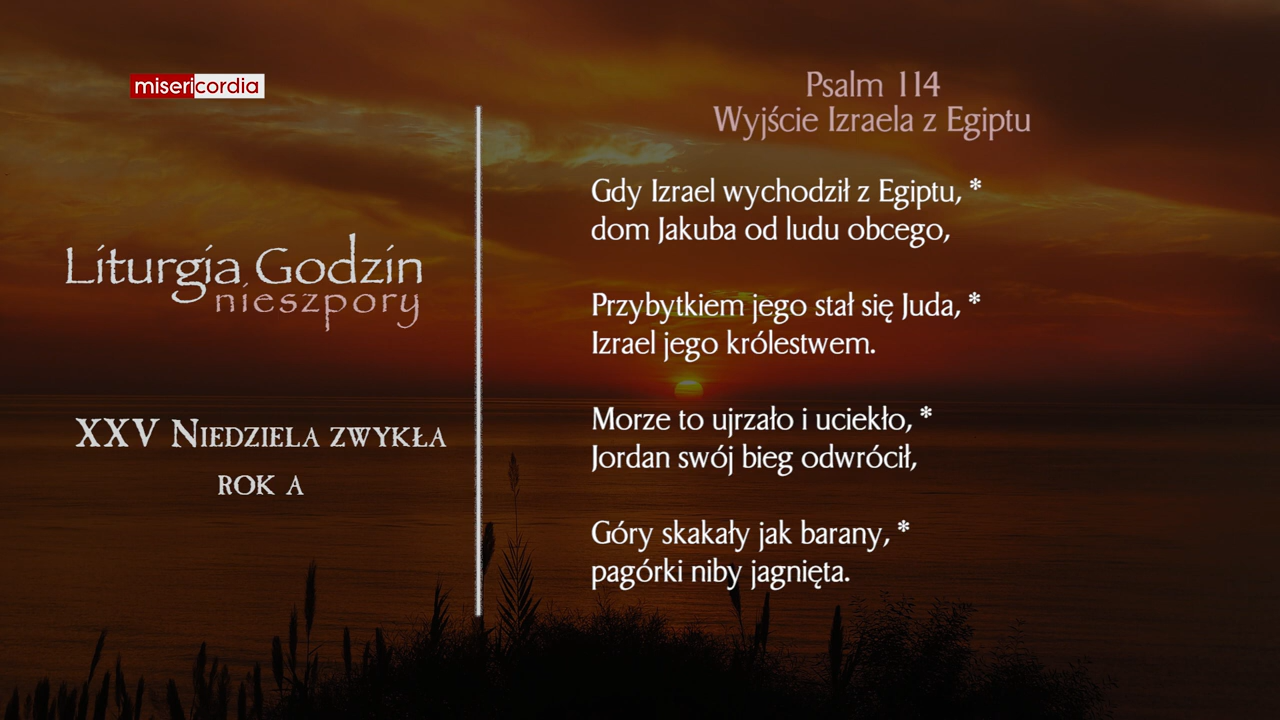 misericordia
Liturgia Godzin
nieszpory
XXV Niedziela zwykła
rok A
Psalm 114
Wyjście Izraela z Egiptu
Gdy Izrael wychodził z Egiptu, *
dom Jakuba od ludu obcego,
Przybytkiem jego stał się Juda, *
Izrael jego królestwem.
Morze to ujrzało i uciekło, *
Jordan swój bieg odwrócił,
Góry skakały jak barany, *
pagórki niby jagnięta.